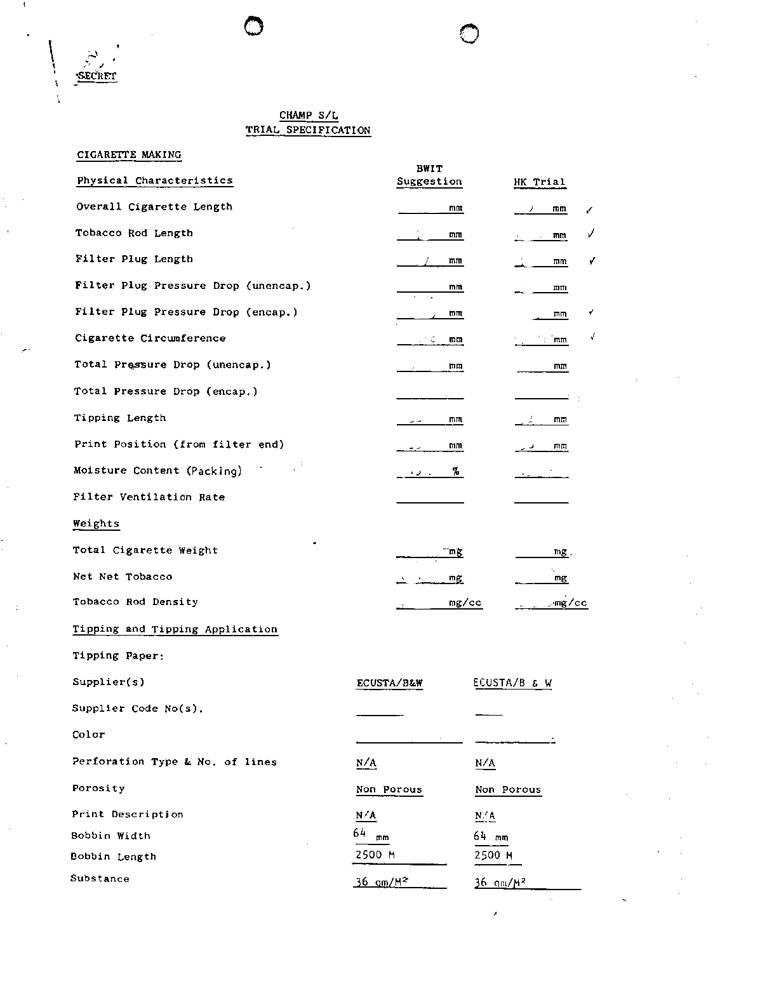 SECRET
CHAMP S/L
TRIAL SPECIFICATION
CIGARETTE MAKING
BWIT
Physical Characteristics Suggestion HK Trial
Overall Cigarette Length mm mm ✓
Tobacco Rod Length mm mm ✓
Filter Plug Length mm mm ✓
Filter Plug Pressure Drop (unencap.) mm mm
Filter Plug Pressure Drop (encap.) mm mm ✓
Cigarette Circumference mm mm ✓
Total Pressure Drop (unencap.) mm mm
Total Pressure Drop (encap.)
Tipping Length mm mm
Print Position (from filter end) mm mm
Moisture Content (Packing) %
Filter Ventilation Rate
Weights
Total Cigarette Weight mg mg.
Net Net Tobacco mg mg
Tobacco Rod Density mg/cc mg/cc
Tipping and Tipping Application
Tipping Paper:
Supplier(s) ECUSTA/B&W ECUSTA/B & W
Supplier Code No(s).
Color
Perforation Type & No. of lines N/A N/A
Porosity Non Porous Non Porous
Print Description N/A N/A
Bobbin Width 64 mm 64 mm
Bobbin Length 2500 M 2500 M
Substance 36 gm/M² 36 gm/M²